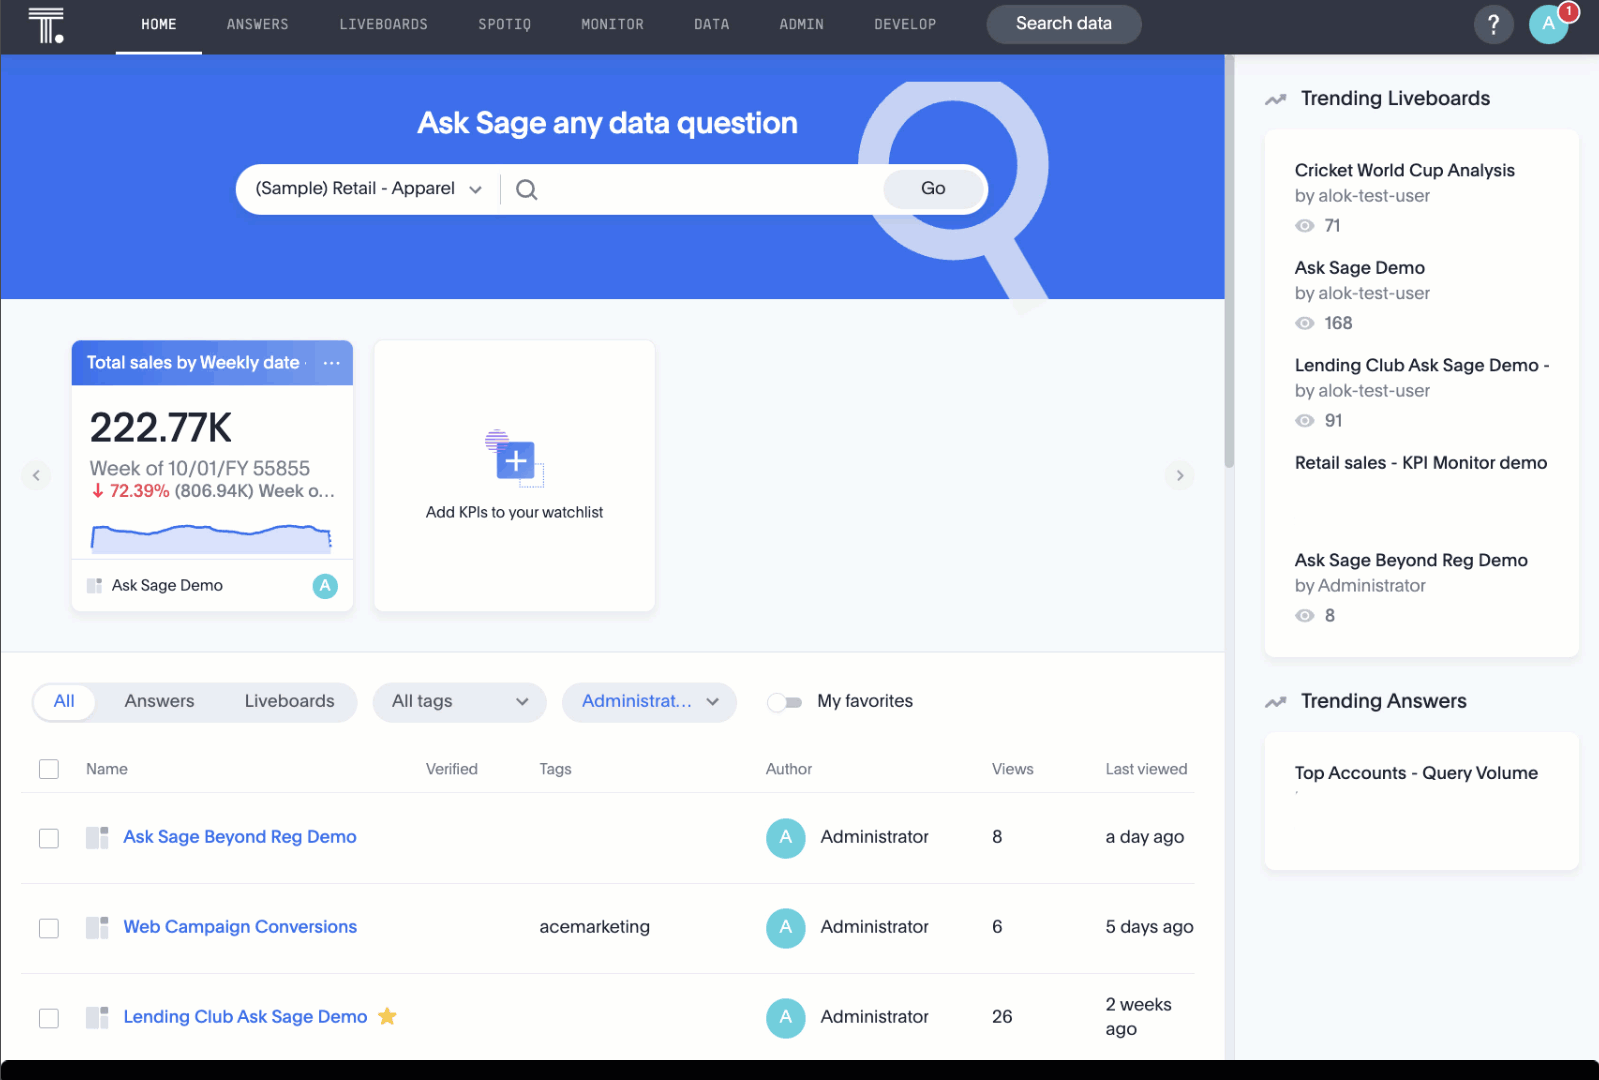 T.
HOME ANSWERS LIVEBOARDS SPOTIQ MONITOR DATA ADMIN DEVELOP Search data ? A 1
Ask Sage any data question
(Sample) Retail - Apparel Go
Total sales by Weekly date ...
222.77K
Week of 10/01/FY 55855
↓ 72.39% (806.94K) Week o...
Ask Sage Demo A
Add KPIs to your watchlist
All Answers Liveboards All tags Administrat... My favorites
Name Verified Tags Author Views Last viewed
Ask Sage Beyond Reg Demo A Administrator 8 a day ago
Web Campaign Conversions acemarketing A Administrator 6 5 days ago
Lending Club Ask Sage Demo A Administrator 26 2 weeks
ago
Trending Liveboards
Cricket World Cup Analysis
by alok-test-user
71
Ask Sage Demo
by alok-test-user
168
Lending Club Ask Sage Demo -
by alok-test-user
91
Retail sales - KPI Monitor demo
Ask Sage Beyond Reg Demo
by Administrator
8
Trending Answers
Top Accounts - Query Volume